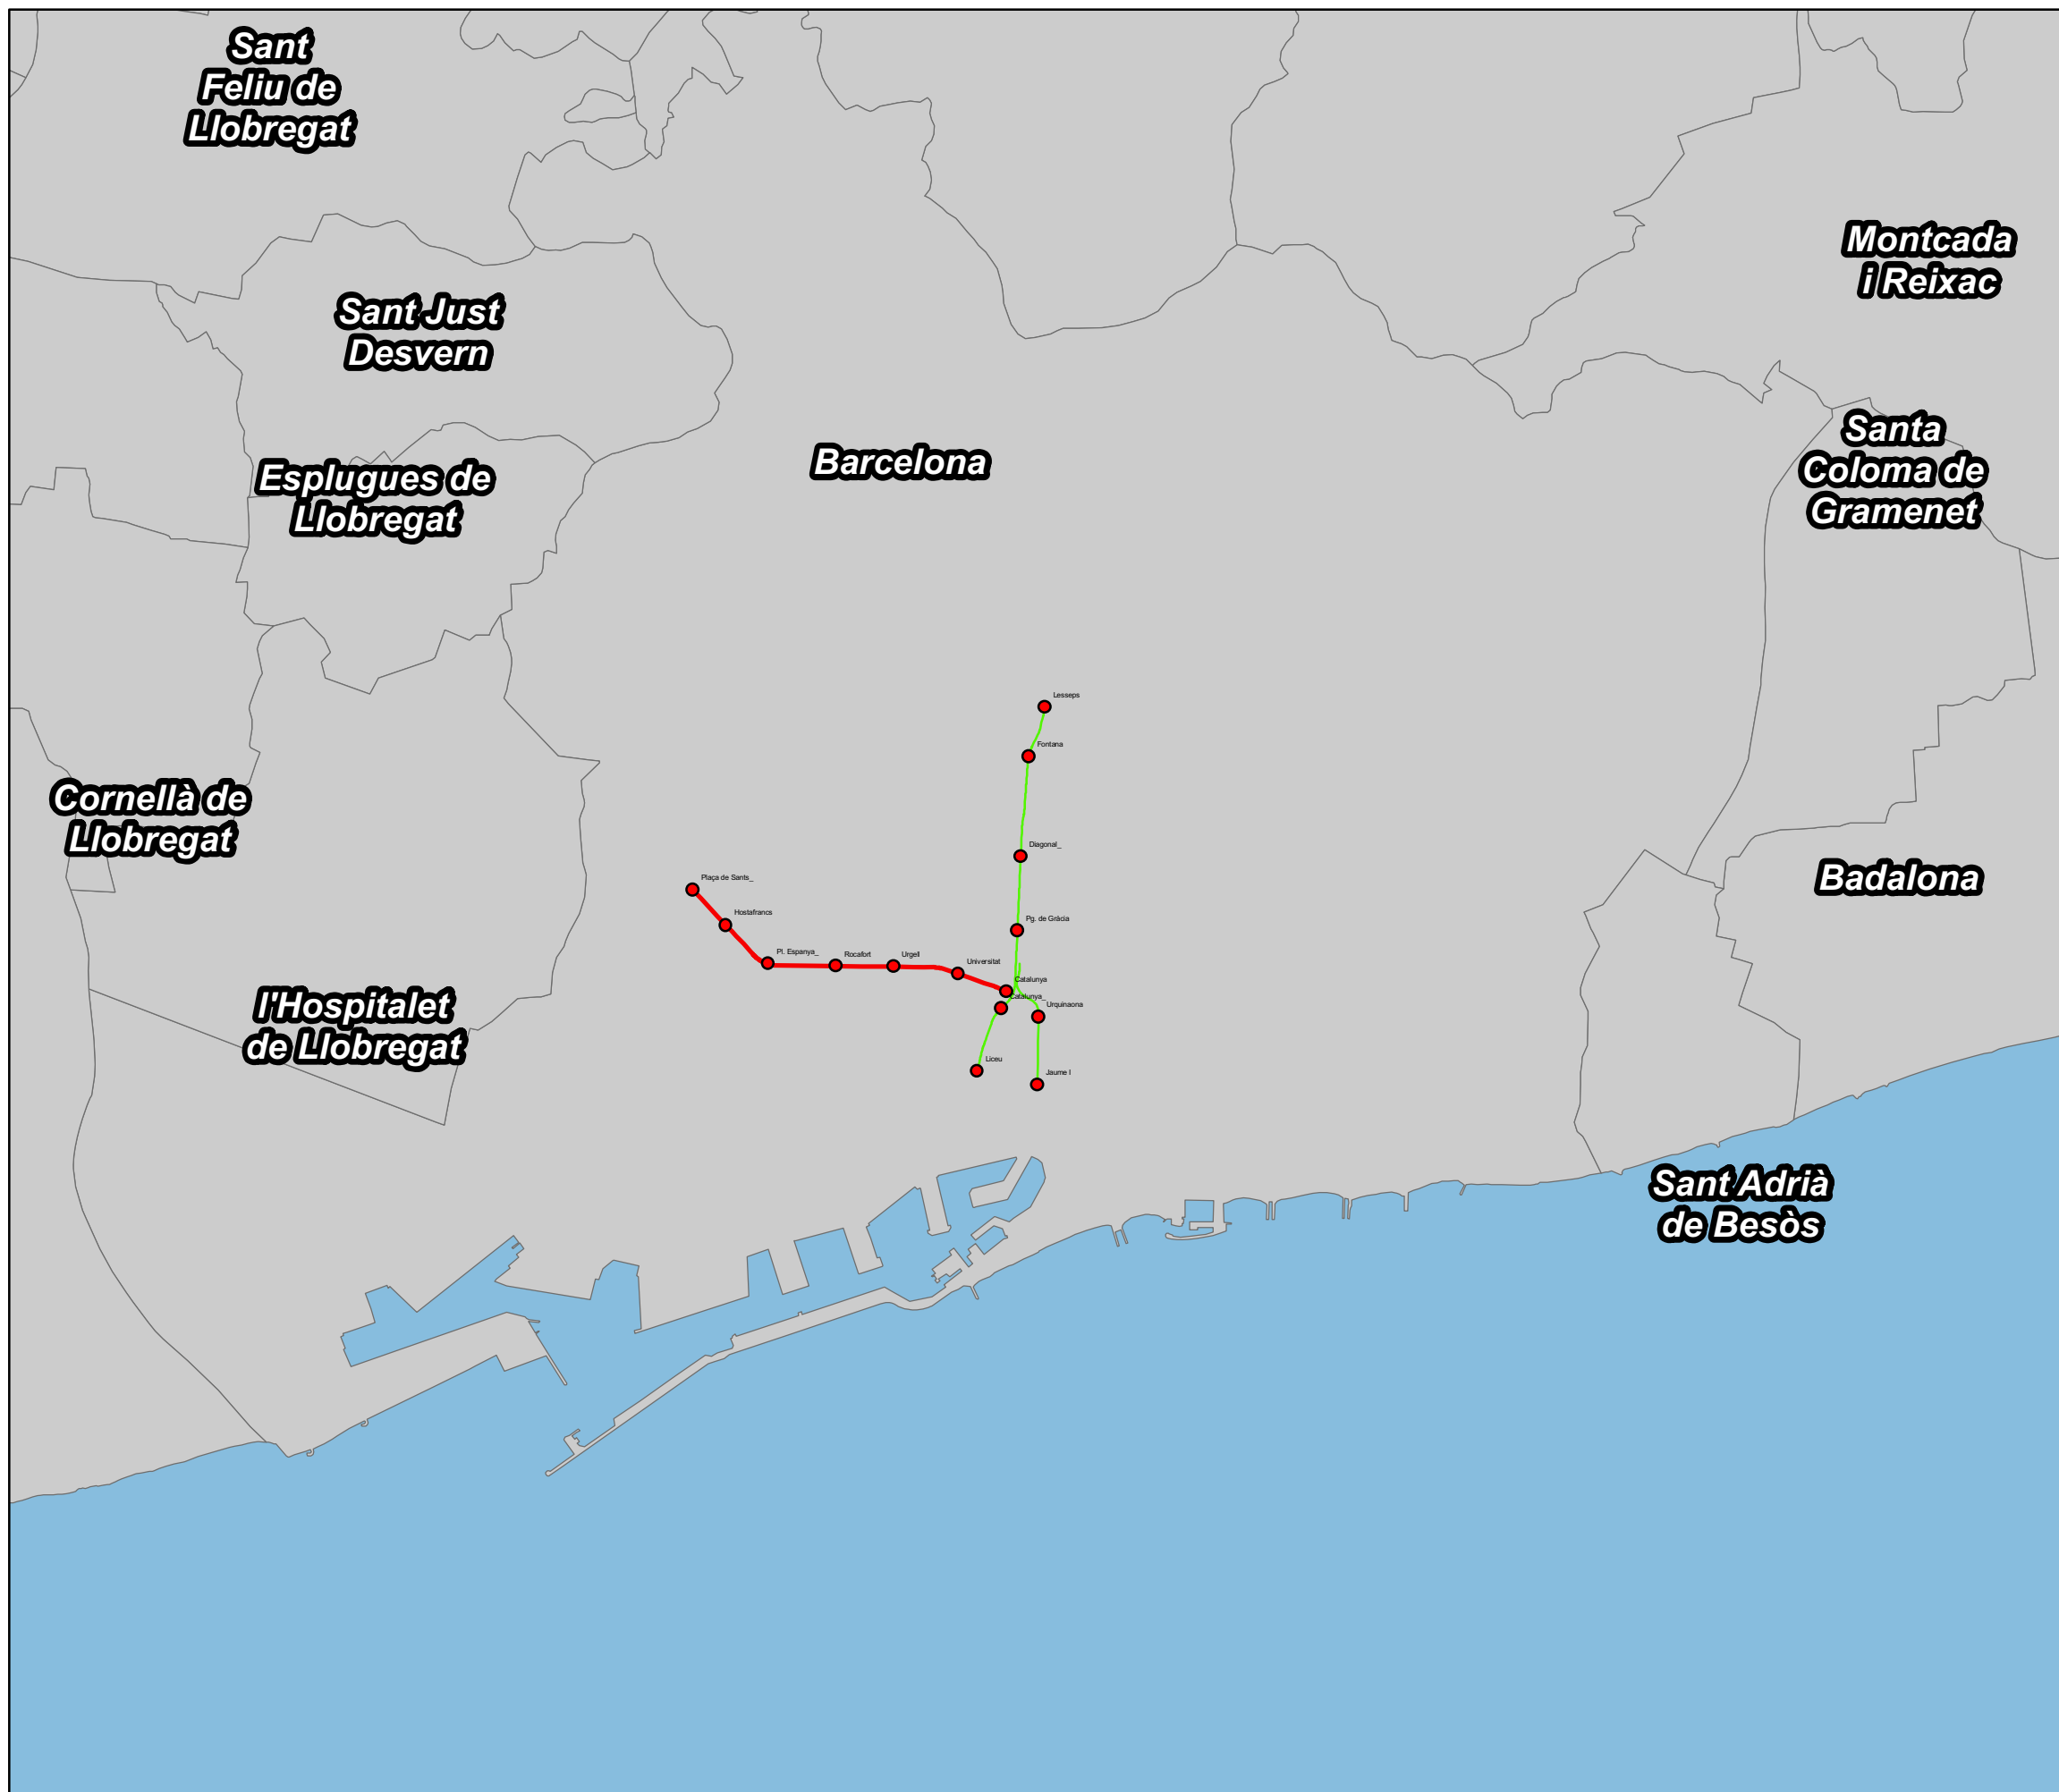 Sant
Feliu de
Llobregat
Montcada
i Reixac
Sant Just
Desvern
Santa
Coloma de
Gramenet
Barcelona
Esplugues de
Llobregat
Lesseps
Fontana
Cornellà de
Llobregat
Diagonal_
Badalona
Plaça de Sants_
Hostafrancs
Pg. de Gràcia
Pl. Espanya_
Rocafort
Urgell
Universitat
Catalunya
Catalunya_
Urquinaona
l'Hospitalet
de Llobregat
Liceu
Jaume I
Sant Adrià
de Besòs